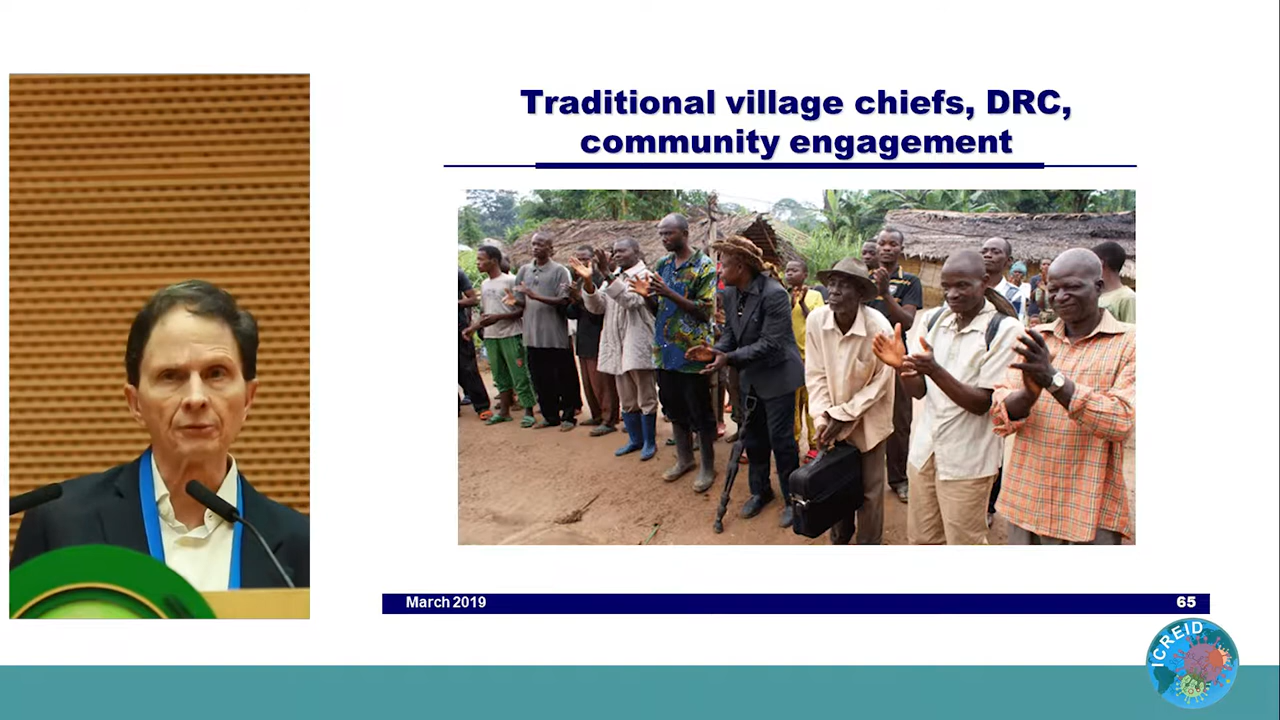 Traditional village chiefs, DRC,
community engagement
March 2019
65
ICREID